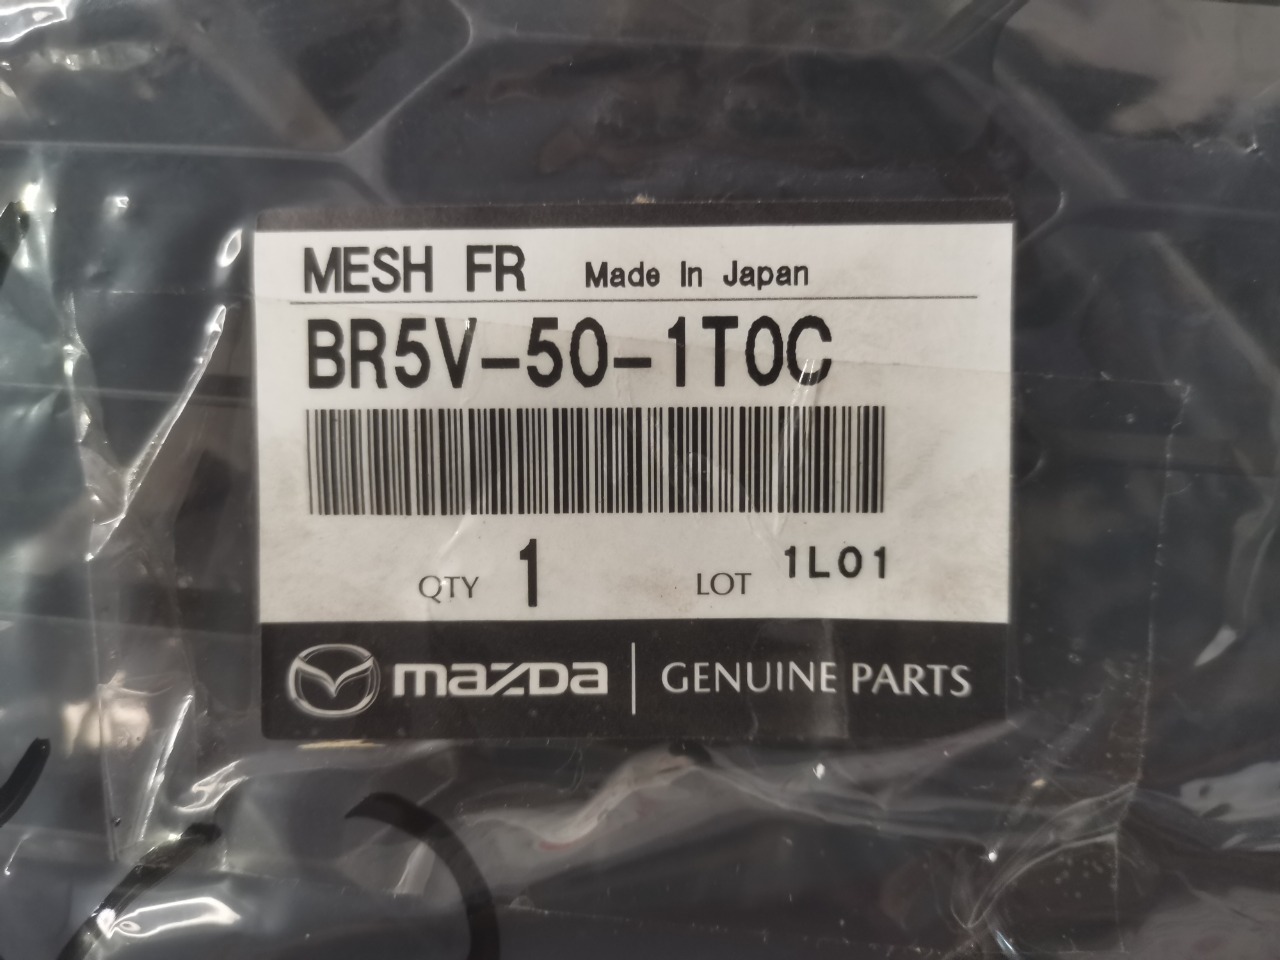 MESH FR Made In Japan
BR5V-50-1T0C
QTY 1 LOT 1L01
mazda GENUINE PARTS